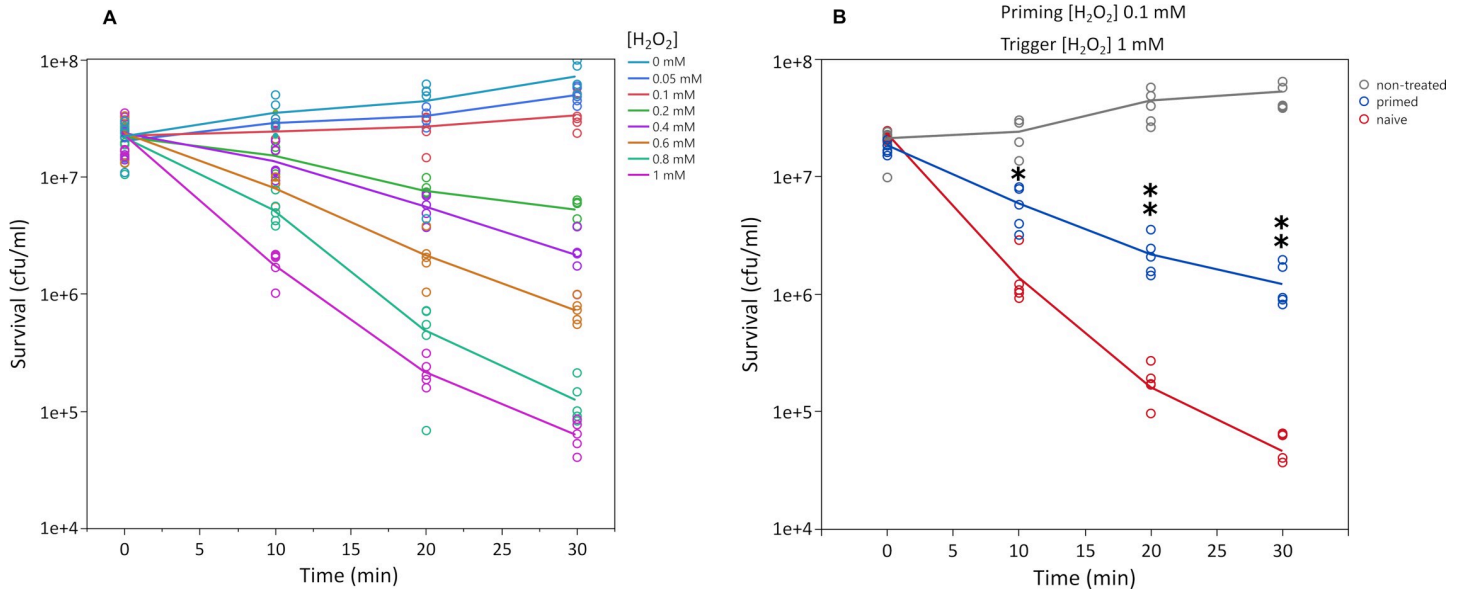 A
[H₂O₂]
0 mM
0.05 mM
0.1 mM
0.2 mM
0.4 mM
0.6 mM
0.8 mM
1 mM
1e+8
1e+7
1e+6
1e+5
1e+4
Survival (cfu/ml)
0 5 10 15 20 25 30
Time (min)
B
Priming [H₂O₂] 0.1 mM
Trigger [H₂O₂] 1 mM
non-treated
primed
naive
1e+8
1e+7
1e+6
1e+5
1e+4
Survival (cfu/ml)
*
*
*
*
*
0 5 10 15 20 25 30
Time (min)